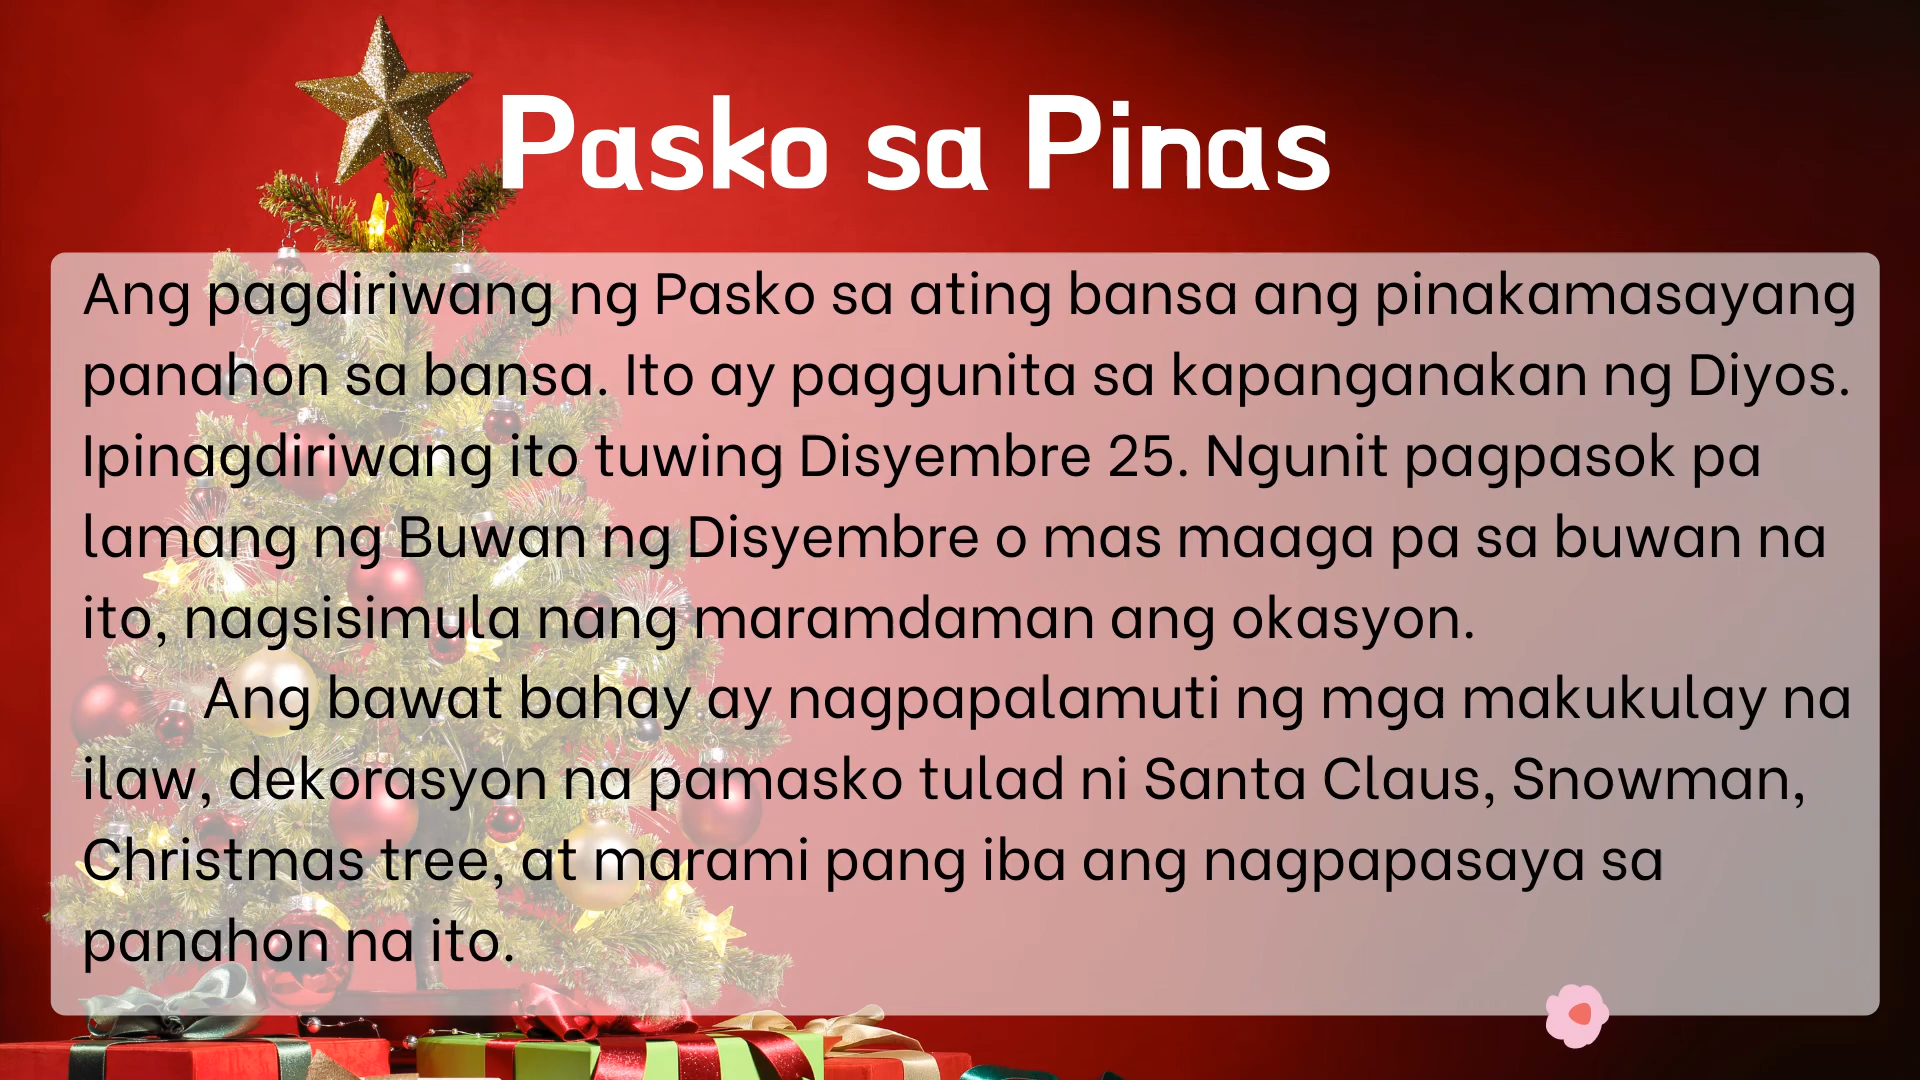 Pasko sa Pinas
Ang pagdiriwang ng Pasko sa ating bansa ang pinakamasayang
panahon sa bansa. Ito ay paggunita sa kapanganakan ng Diyos.
Ipinagdiriwang ito tuwing Disyembre 25. Ngunit pagpasok pa
lamang ng Buwan ng Disyembre o mas maaga pa sa buwan na
ito, nagsisimula nang maramdaman ang okasyon.
Ang bawat bahay ay nagpapalamuti ng mga makukulay na
ilaw, dekorasyon na pamasko tulad ni Santa Claus, Snowman,
Christmas tree, at marami pang iba ang nagpapasaya sa
panahon na ito.